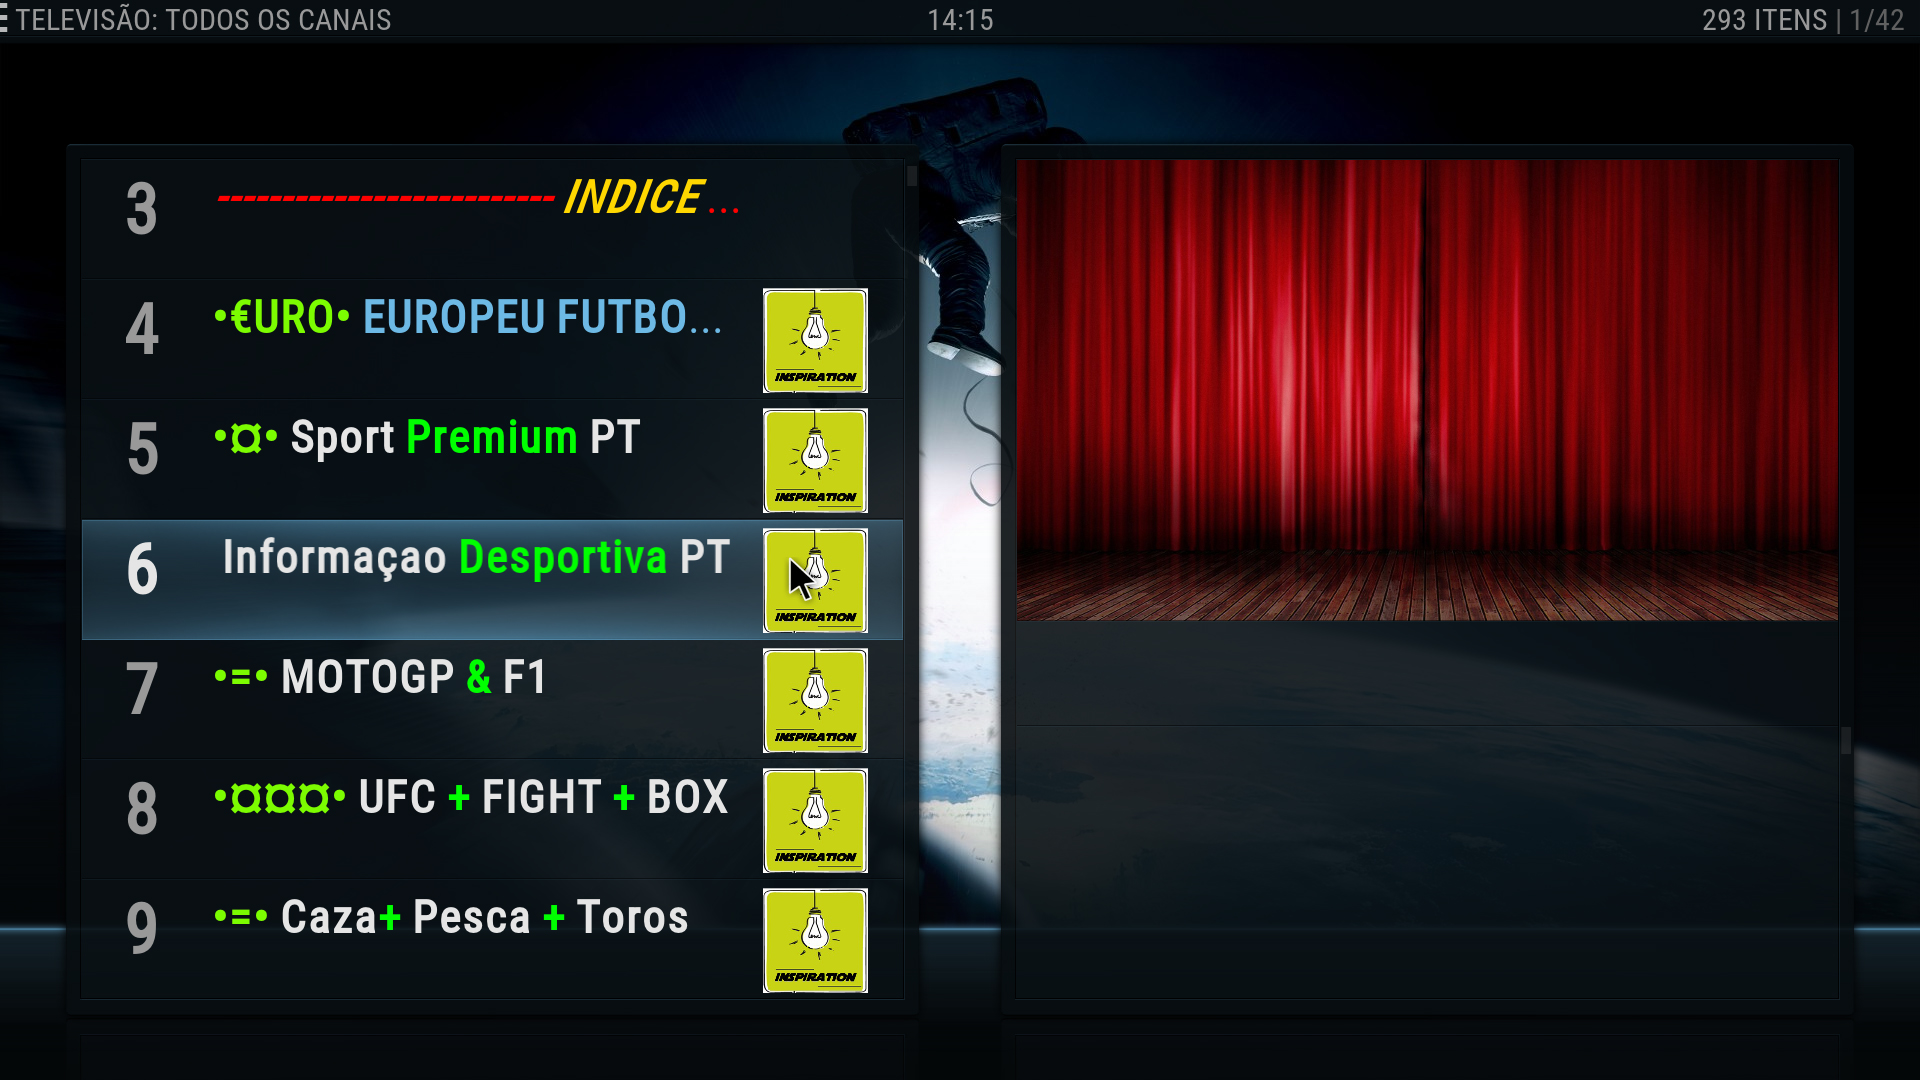 TELEVISÃO: TODOS OS CANAIS
14:15
293 ITENS | 1/42
3 -------------------------- INDICE ...
4 •€URO• EUROPEU FUTBO...
INSPIRATION
5 •¤• Sport Premium PT
INSPIRATION
6 Informaçao Desportiva PT
INSPIRATION
7 •=• MOTOGP & F1
INSPIRATION
8 •¤¤¤• UFC + FIGHT + BOX
INSPIRATION
9 •=• Caza+ Pesca + Toros
INSPIRATION